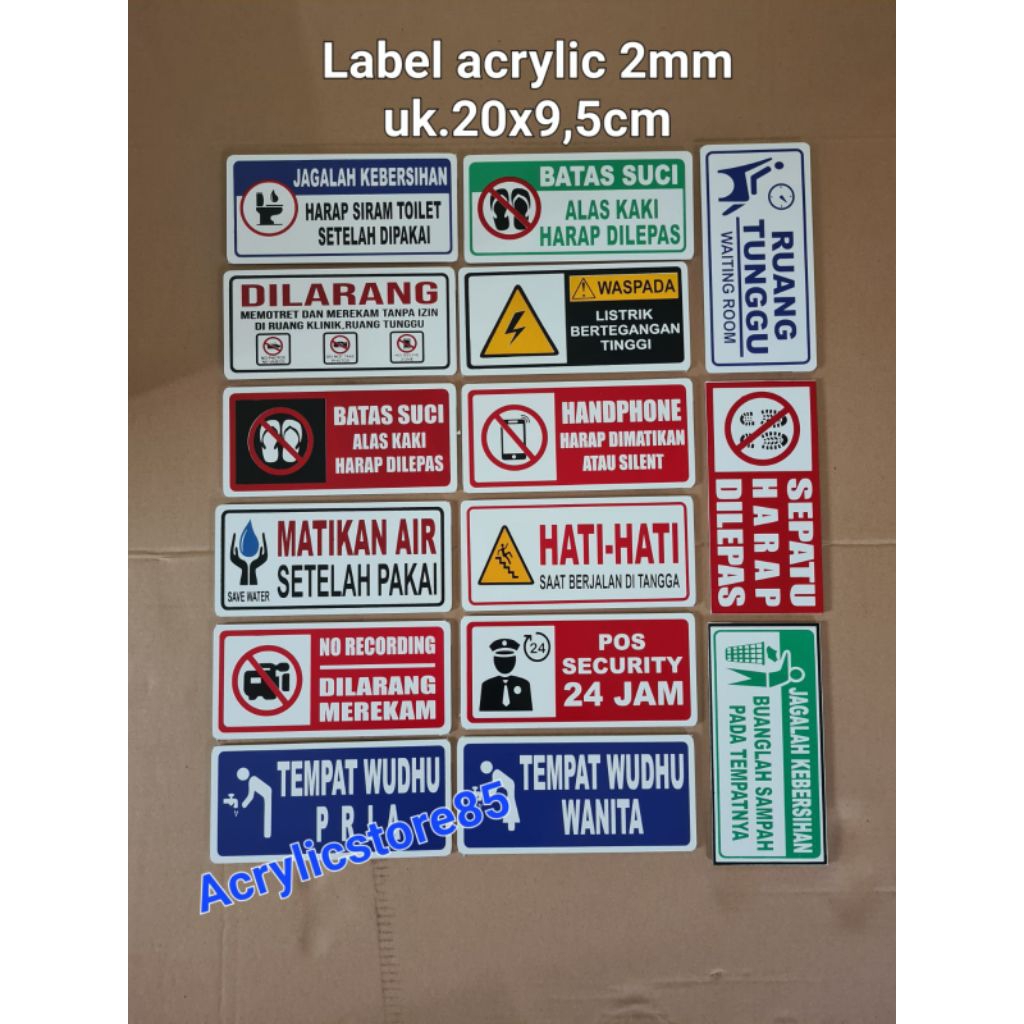 Label acrylic 2mm
uk.20x9,5cm
JAGALAH KEBERSIHAN
HARAP SIRAM TOILET
SETELAH DIPAKAI
BATAS SUCI
ALAS KAKI
HARAP DILEPAS
RUANG
TUNGGU
WAITING ROOM
DILARANG
MEMOTRET DAN MEREKAM TANPA IZIN
DI RUANG KLINIK,RUANG TUNGGU
WASPADA
LISTRIK
BERTEGANGAN
TINGGI
BATAS SUCI
ALAS KAKI
HARAP DILEPAS
HANDPHONE
HARAP DIMATIKAN
ATAU SILENT
SEPATU
HARAP
DILEPAS
MATIKAN AIR
SETELAH PAKAI
SAVE WATER
HATI-HATI
SAAT BERJALAN DI TANGGA
NO RECORDING
DILARANG
MEREKAM
24
POS
SECURITY
24 JAM
JAGALAH KEBERSIHAN
BUANGLAH SAMPAH
PADA TEMPATNYA
TEMPAT WUDHU
PRIA
TEMPAT WUDHU
WANITA
Acrylicstore85